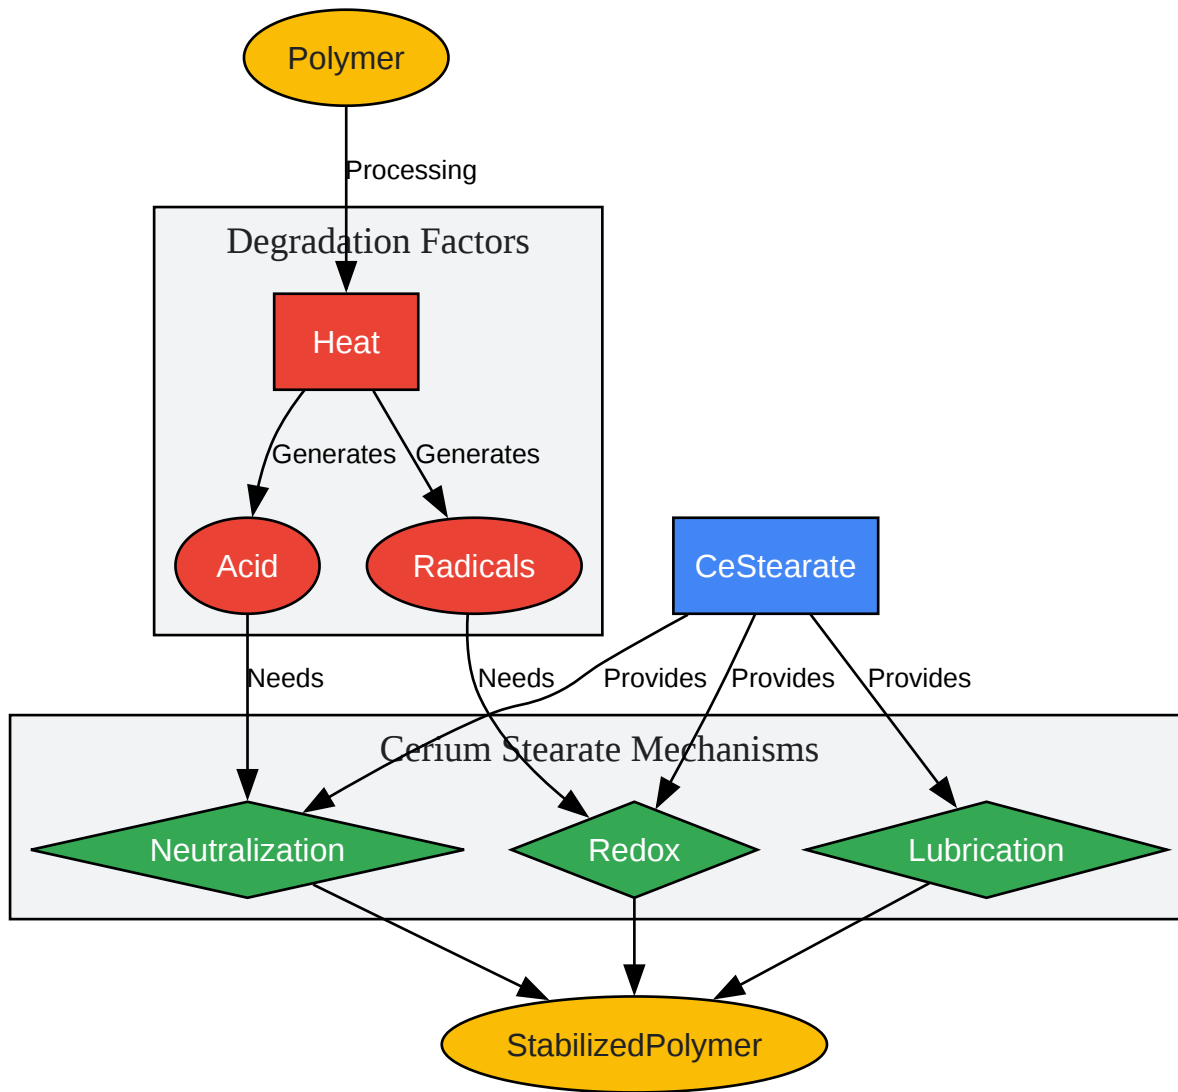 Polymer
Processing
Degradation Factors
Heat
Generates
Generates
Acid
Radicals
CeStearate
Needs
Needs
Provides
Provides
Provides
Cerium Stearate Mechanisms
Neutralization
Redox
Lubrication
StabilizedPolymer